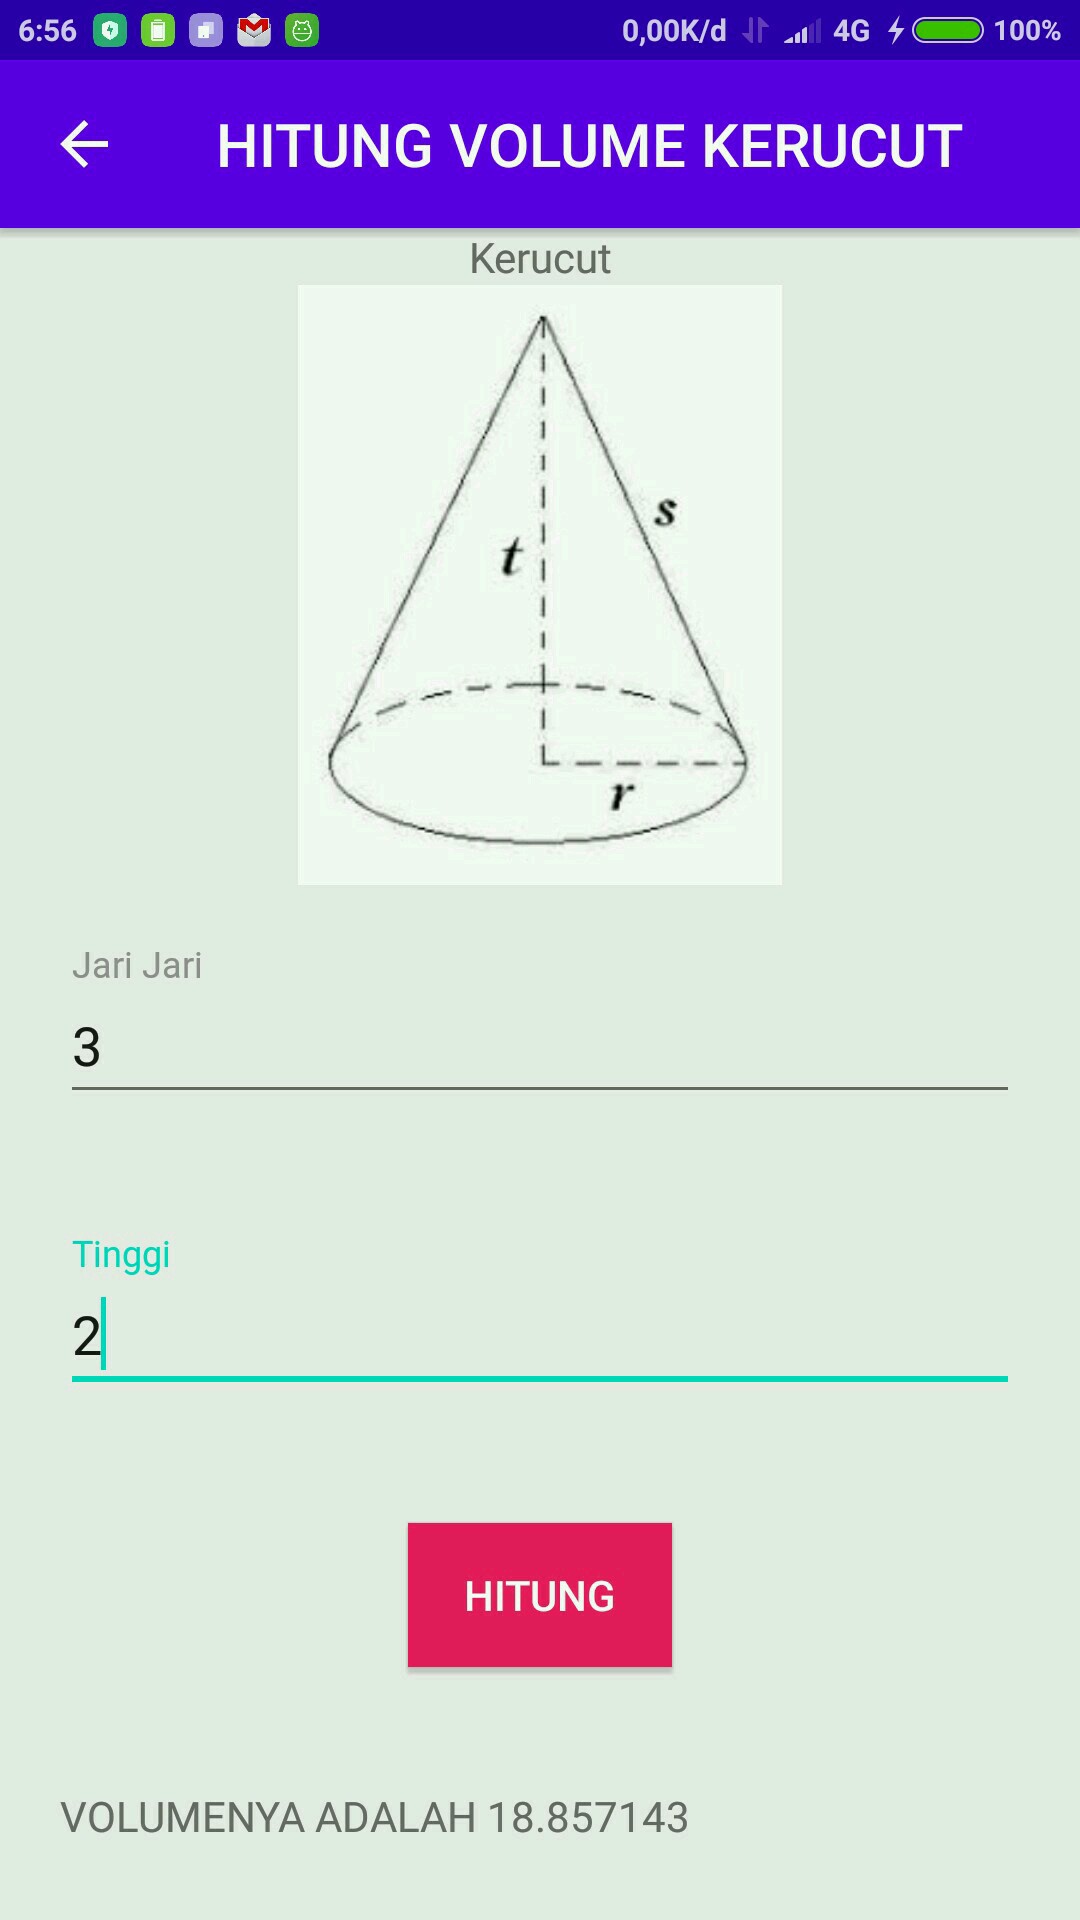 6:56 0,00K/d 4G 100%
HITUNG VOLUME KERUCUT
Kerucut
s
t
r
Jari Jari
3
Tinggi
2
HITUNG
VOLUMENYA ADALAH 18.857143